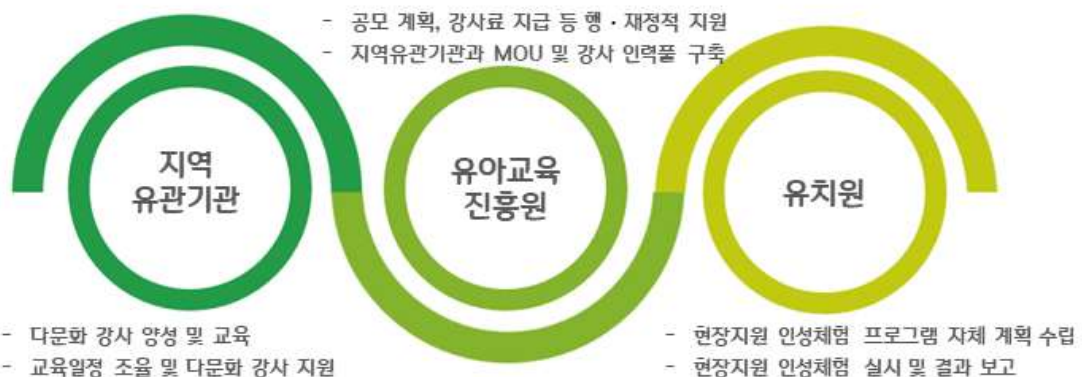 - 공모 계획, 강사료 지급 등 행·재정적 지원
- 지역유관기관과 MOU 및 강사 인력풀 구축
지역
유관기관
유아교육
진흥원
유치원
- 다문화 강사 양성 및 교육
- 교육일정 조율 및 다문화 강사 지원
- 현장지원 인성체험 프로그램 자체 계획 수립
- 현장지원 인성체험 실시 및 결과 보고